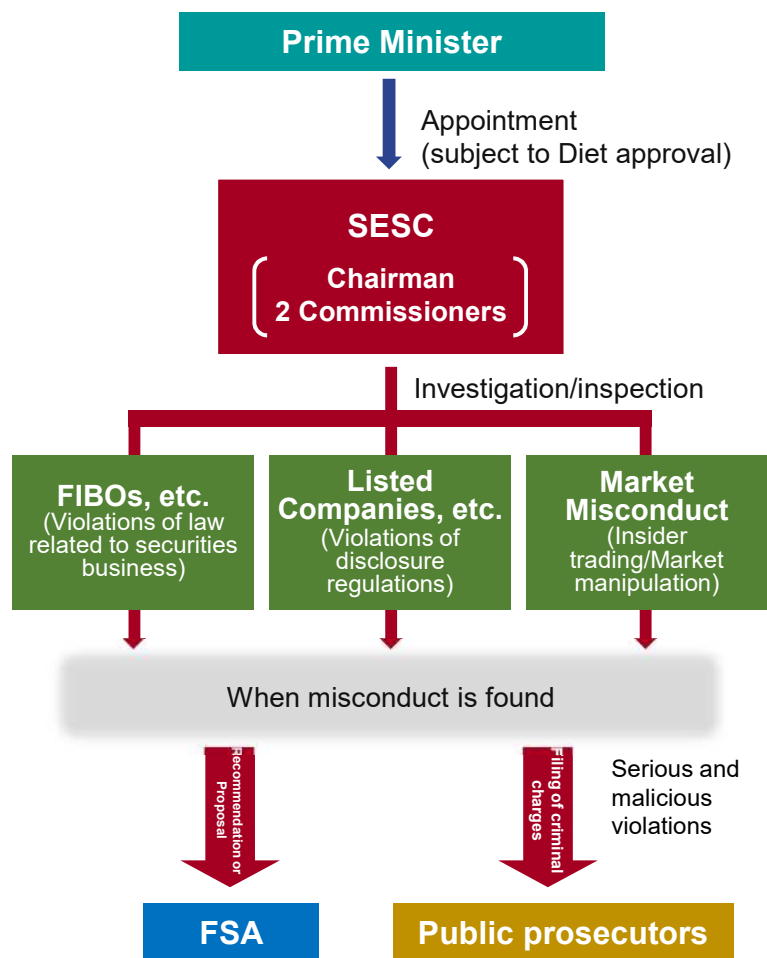 Prime Minister
Appointment
(subject to Diet approval)
SESC
Chairman
2 Commissioners
Investigation/inspection
FIBOs, etc.
(Violations of law
related to securities
business)
Listed
Companies, etc.
(Violations of
disclosure
regulations)
Market
Misconduct
(Insider
trading/Market
manipulation)
When misconduct is found
Recommendation or
Proposal
Filing of criminal
charges
Serious and
malicious
violations
FSA
Public prosecutors